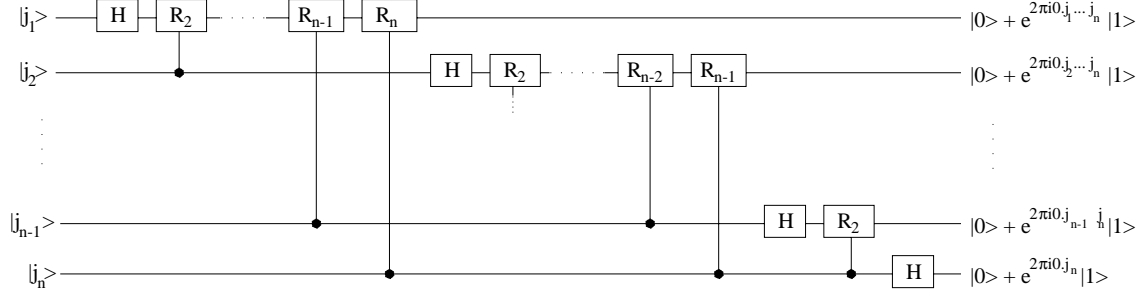 |j₁> H R₂ ..... Rₙ₋₁ Rₙ |0> + e^{2πi0.j₁...jₙ} |1>
|j₂> H R₂ ..... Rₙ₋₂ Rₙ₋₁ |0> + e^{2πi0.j₂...jₙ} |1>
|jₙ₋₁> H R₂ |0> + e^{2πi0.jₙ₋₁ jₙ} |1>
|jₙ> H |0> + e^{2πi0.jₙ} |1>